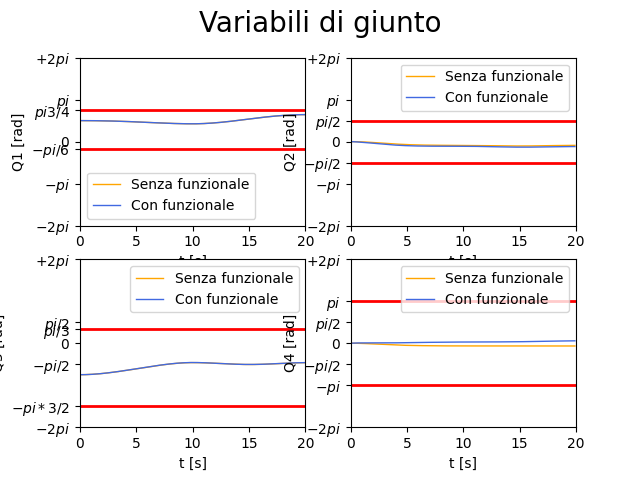 Variabili di giunto
+2pi
pi
pi3/4
0
−pi/6
−pi
−2pi
Q1 [rad]
Senza funzionale
Con funzionale
0 5 10 15 20
t [s]
+2pi
pi
pi/2
0
−pi/2
−pi
−2pi
Q2 [rad]
Senza funzionale
Con funzionale
0 5 10 15 20
t [s]
+2pi
pi/2
pi/3
0
−pi/2
−pi * 3/2
−2pi
[rad]
Senza funzionale
Con funzionale
0 5 10 15 20
t [s]
+2pi
pi
pi/2
0
−pi/2
−pi
−2pi
Q4 [rad]
Senza funzionale
Con funzionale
0 5 10 15 20
t [s]